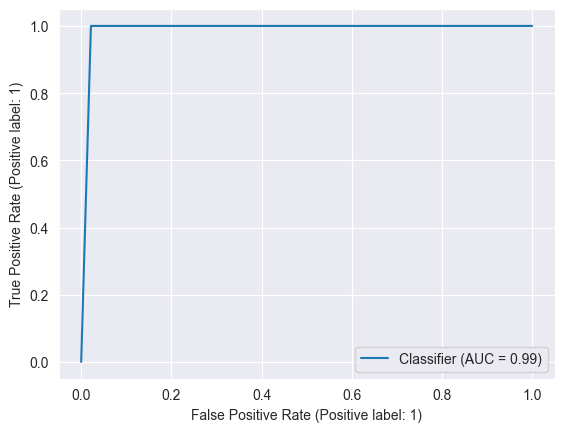 1.0
0.8
0.6
0.4
0.2
0.0
True Positive Rate (Positive label: 1)
Classifier (AUC = 0.99)
0.0 0.2 0.4 0.6 0.8 1.0
False Positive Rate (Positive label: 1)